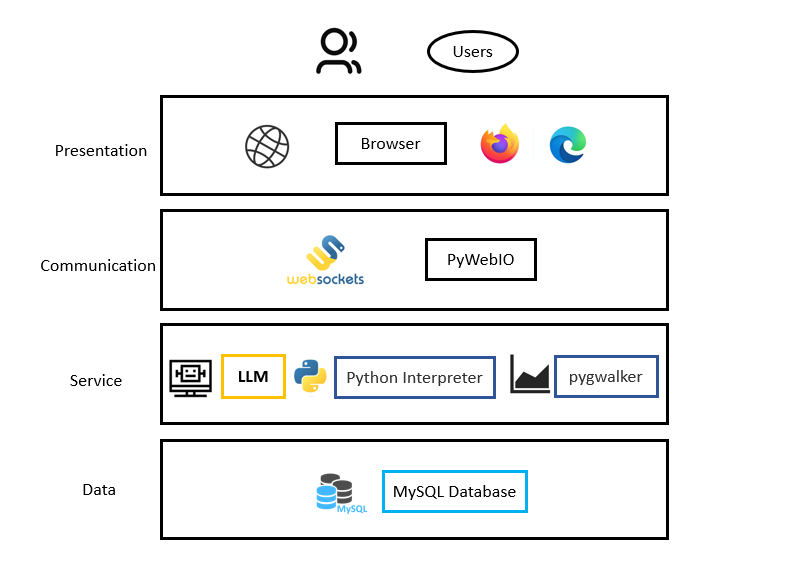 Users
Presentation
Browser
Communication
websockets
PyWebIO
Service
LLM
Python Interpreter
pygwalker
Data
MySQL
MySQL Database